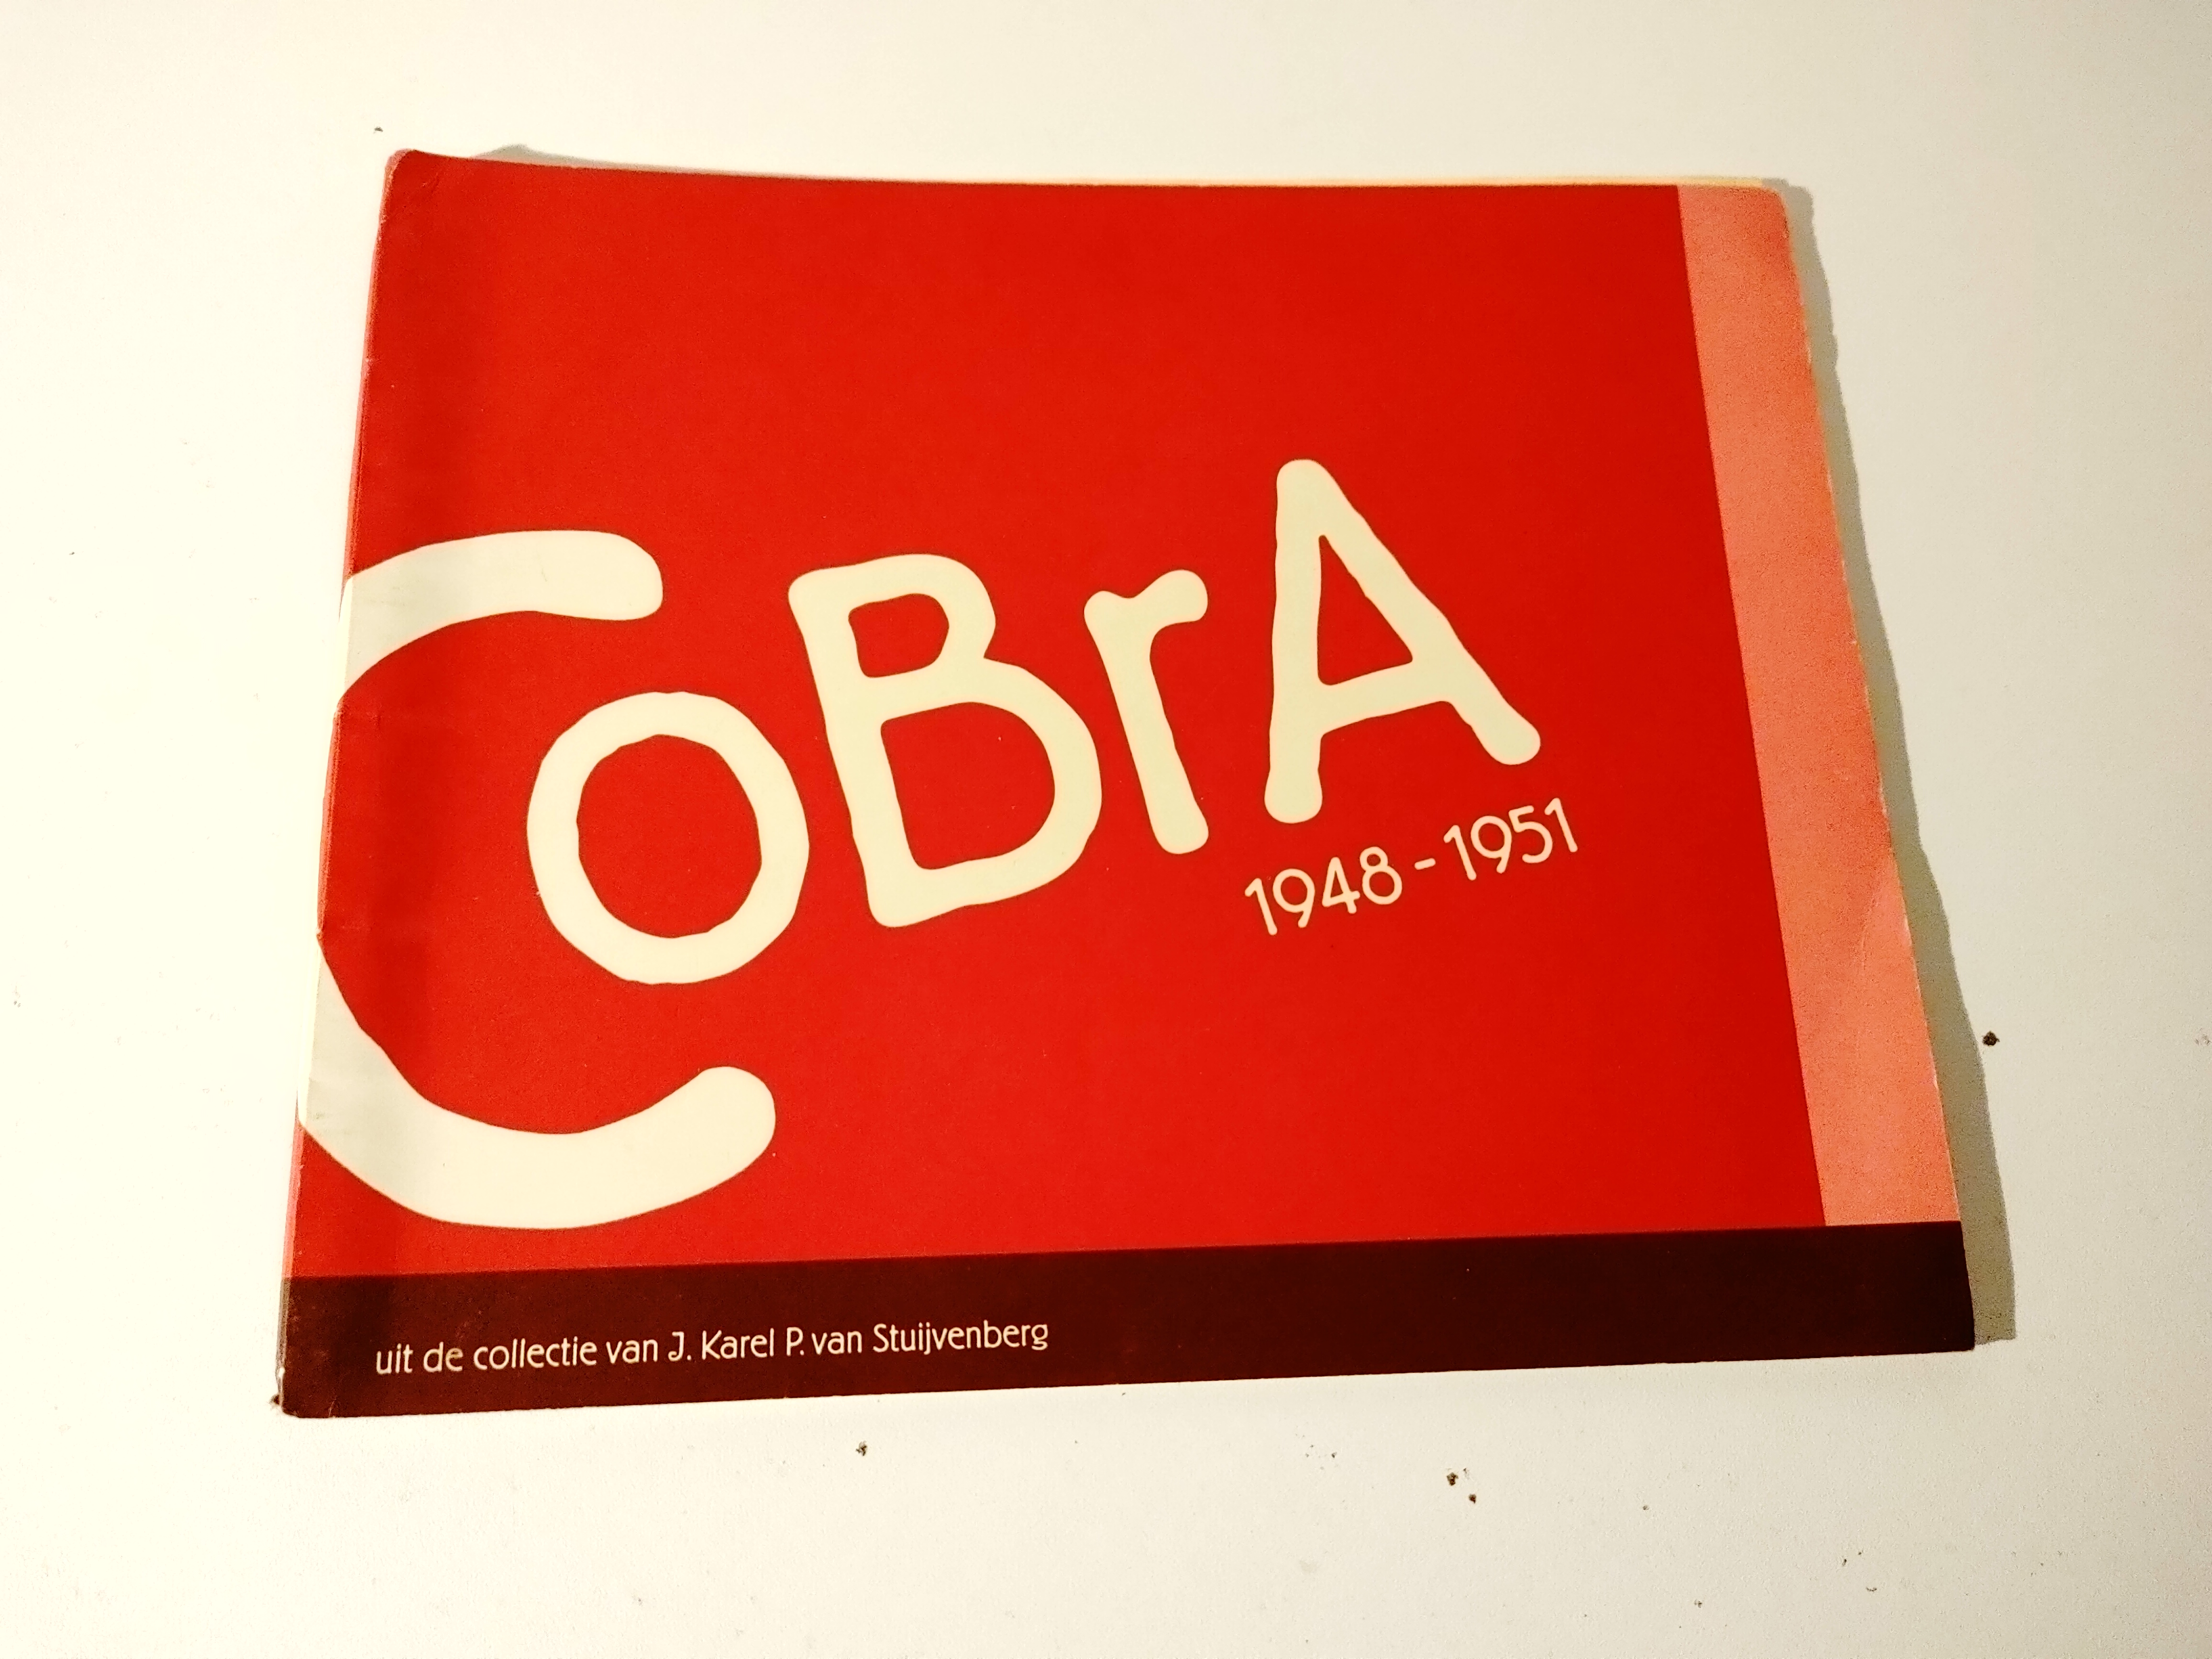 CoBrA
1948-1951
uit de collectie van J. Karel P. van Stuijvenberg